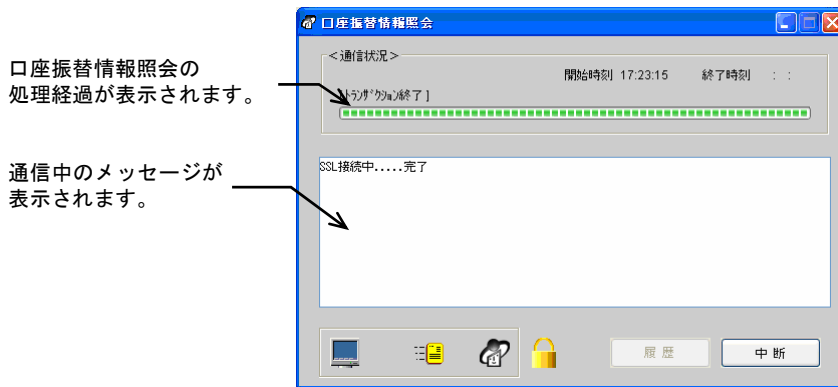 口座振替情報照会
口座振替情報照会の
処理経過が表示されます。
<通信状況>
開始時刻 17:23:15 終了時刻 : :
ﾄﾗﾝｻﾞｸｼｮﾝ終了 ]
通信中のメッセージが
表示されます。
SSL接続中.....完了
履 歴
中 断